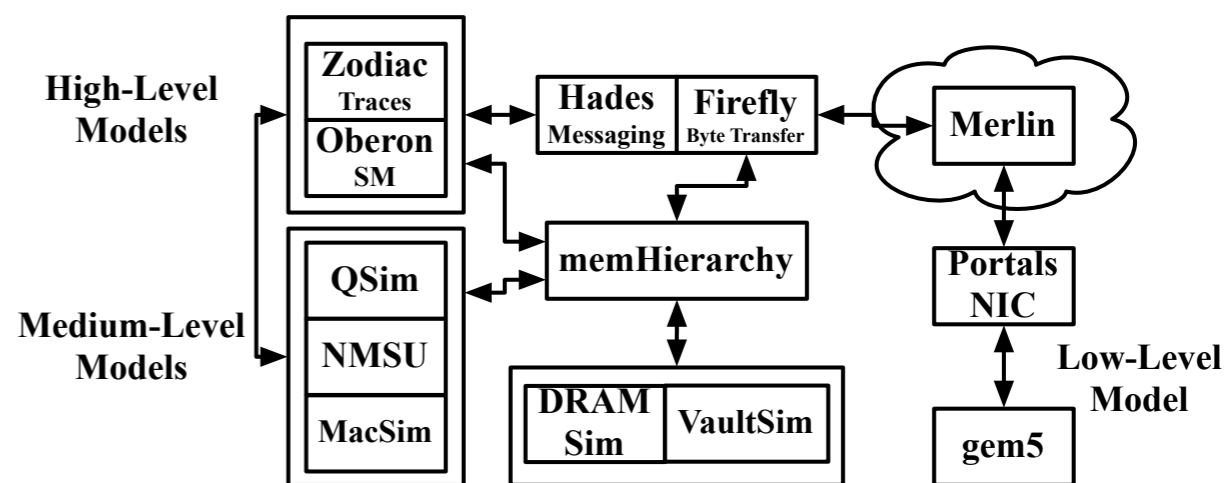 High-Level
Models
Zodiac
Traces
Oberon
SM
Hades
Messaging
Firefly
Byte Transfer
Merlin
memHierarchy
Portals
NIC
Medium-Level
Models
QSim
NMSU
MacSim
DRAM
Sim
VaultSim
Low-Level
Model
gem5